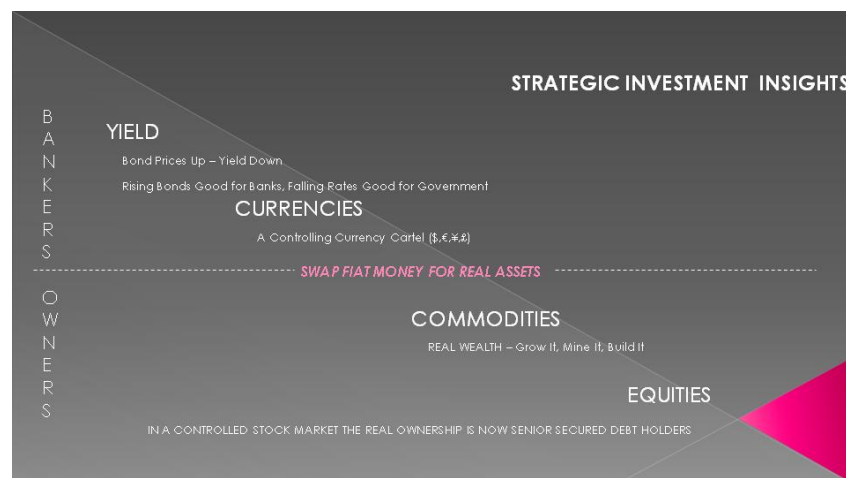 STRATEGIC INVESTMENT INSIGHTS
BANKERS
YIELD
Bond Prices Up – Yield Down
Rising Bonds Good for Banks, Falling Rates Good for Government
CURRENCIES
A Controlling Currency Cartel ($,€,¥,£)
SWAP FIAT MONEY FOR REAL ASSETS
OWNERS
COMMODITIES
REAL WEALTH – Grow It, Mine It, Build It
EQUITIES
IN A CONTROLLED STOCK MARKET THE REAL OWNERSHIP IS NOW SENIOR SECURED DEBT HOLDERS